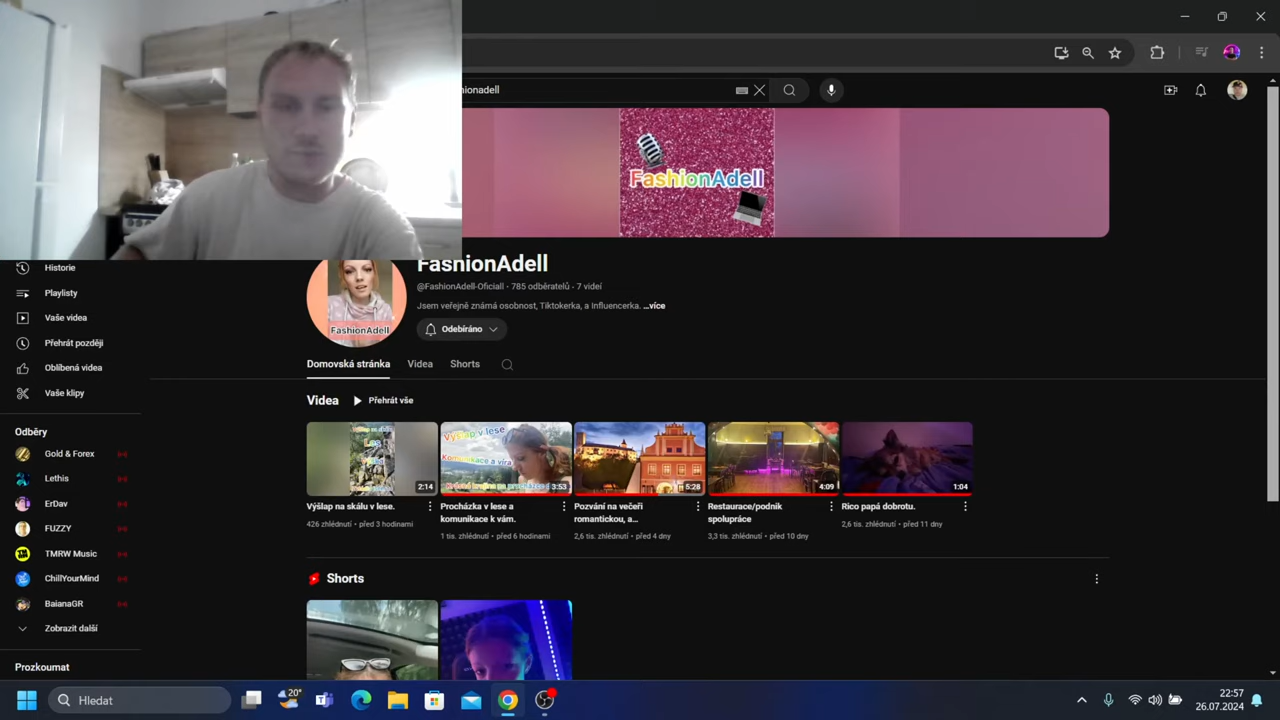 ionadell
FashionAdell
FashionAdell
@FashionAdell-Oficiall · 785 odběratelů · 7 videí
Jsem veřejně známá osobnost, Tiktokerka, a Influencerka. ...více
FashionAdell
Odebíráno
Historie
Playlisty
Vaše videa
Přehrát později
Oblíbená videa
Vaše klipy
Odběry
Gold & Forex
Lethis
ErDav
FUZZY
TMRW Music
ChillYourMind
BaianaGR
Zobrazit další
Prozkoumat
Domovská stránka
Videa
Shorts
Videa
Přehrát vše
Les
2:14
Výšlap v lese
Komunikace a víra
3:53
5:28
4:09
1:04
Výšlap na skálu v lese.
426 zhlédnutí · před 3 hodinami
Procházka v lese a
komunikace k vám.
1 tis. zhlédnutí · před 6 hodinami
Pozvání na večeři
romantickou, a...
2,6 tis. zhlédnutí · před 4 dny
Restaurace/podnik
spolupráce
3,3 tis. zhlédnutí · před 10 dny
Rico papá dobrotu.
2,6 tis. zhlédnutí · před 11 dny
Shorts
Hledat
20°
22:57
26.07.2024